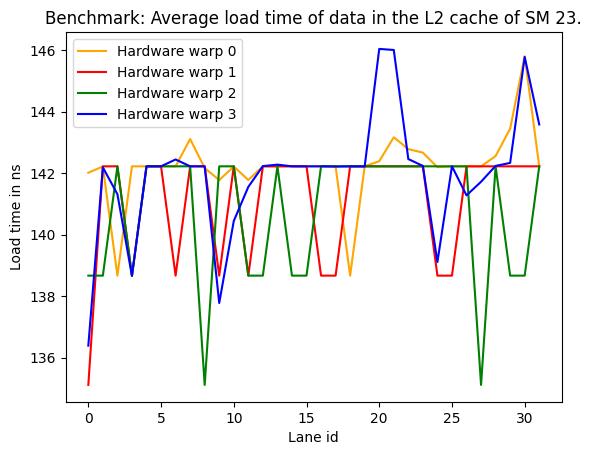 Benchmark: Average load time of data in the L2 cache of SM 23.
Hardware warp 0
Hardware warp 1
Hardware warp 2
Hardware warp 3
Load time in ns
146
144
142
140
138
136
0 5 10 15 20 25 30
Lane id